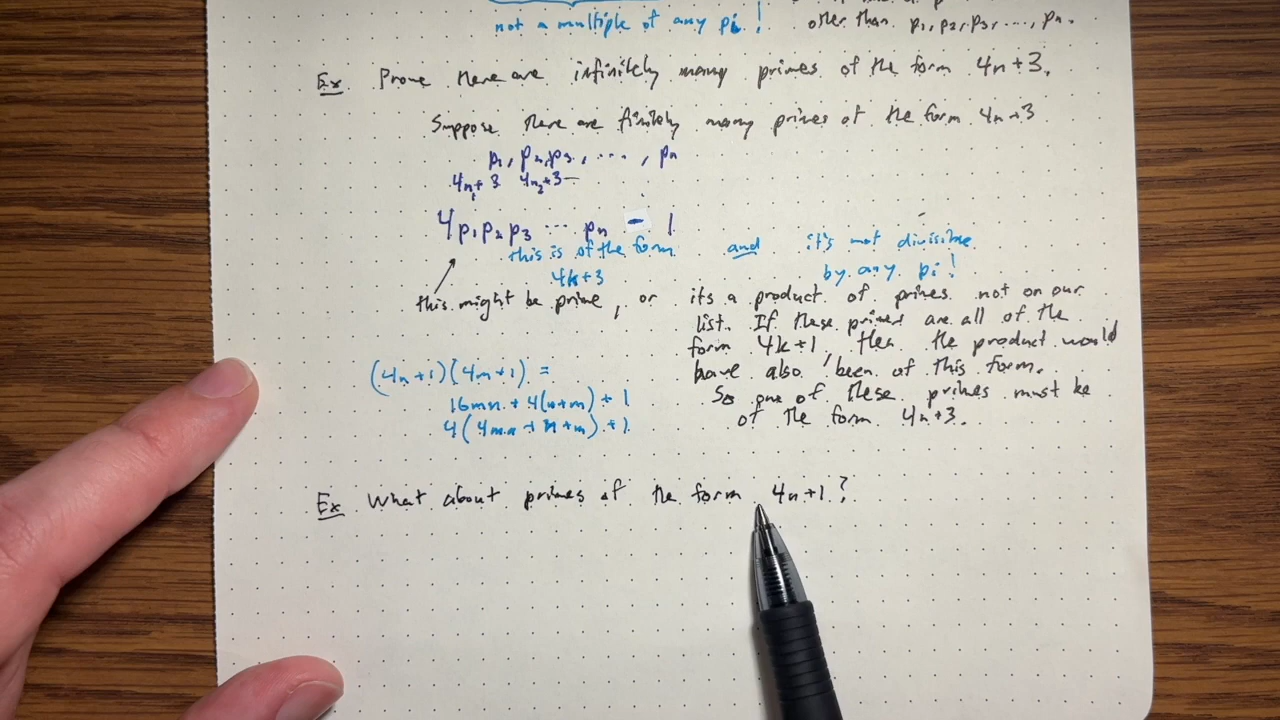 not a multiple of any pi!
other than p1, p2, p3, ..., pn.
Ex Prove there are infinitely many primes of the form 4n+3.
Suppose there are finitely many primes of the form 4n+3
p1, p2, p3, ...., pn
4n1+3 4n2+3
4p1p2p3 ... pn - 1
this is of the form 4k+3
and it's not divisible by any pi!
this might be prime, or
its a product of primes not on our
list. If these primes are all of the
form 4k+1, then the product would
have also been of this form.
So one of these primes must be
of the form 4n+3.
(4n+1)(4m+1) =
16mn + 4(n+m) + 1
4(4mn + n+m) + 1
Ex What about primes of the form 4n+1?